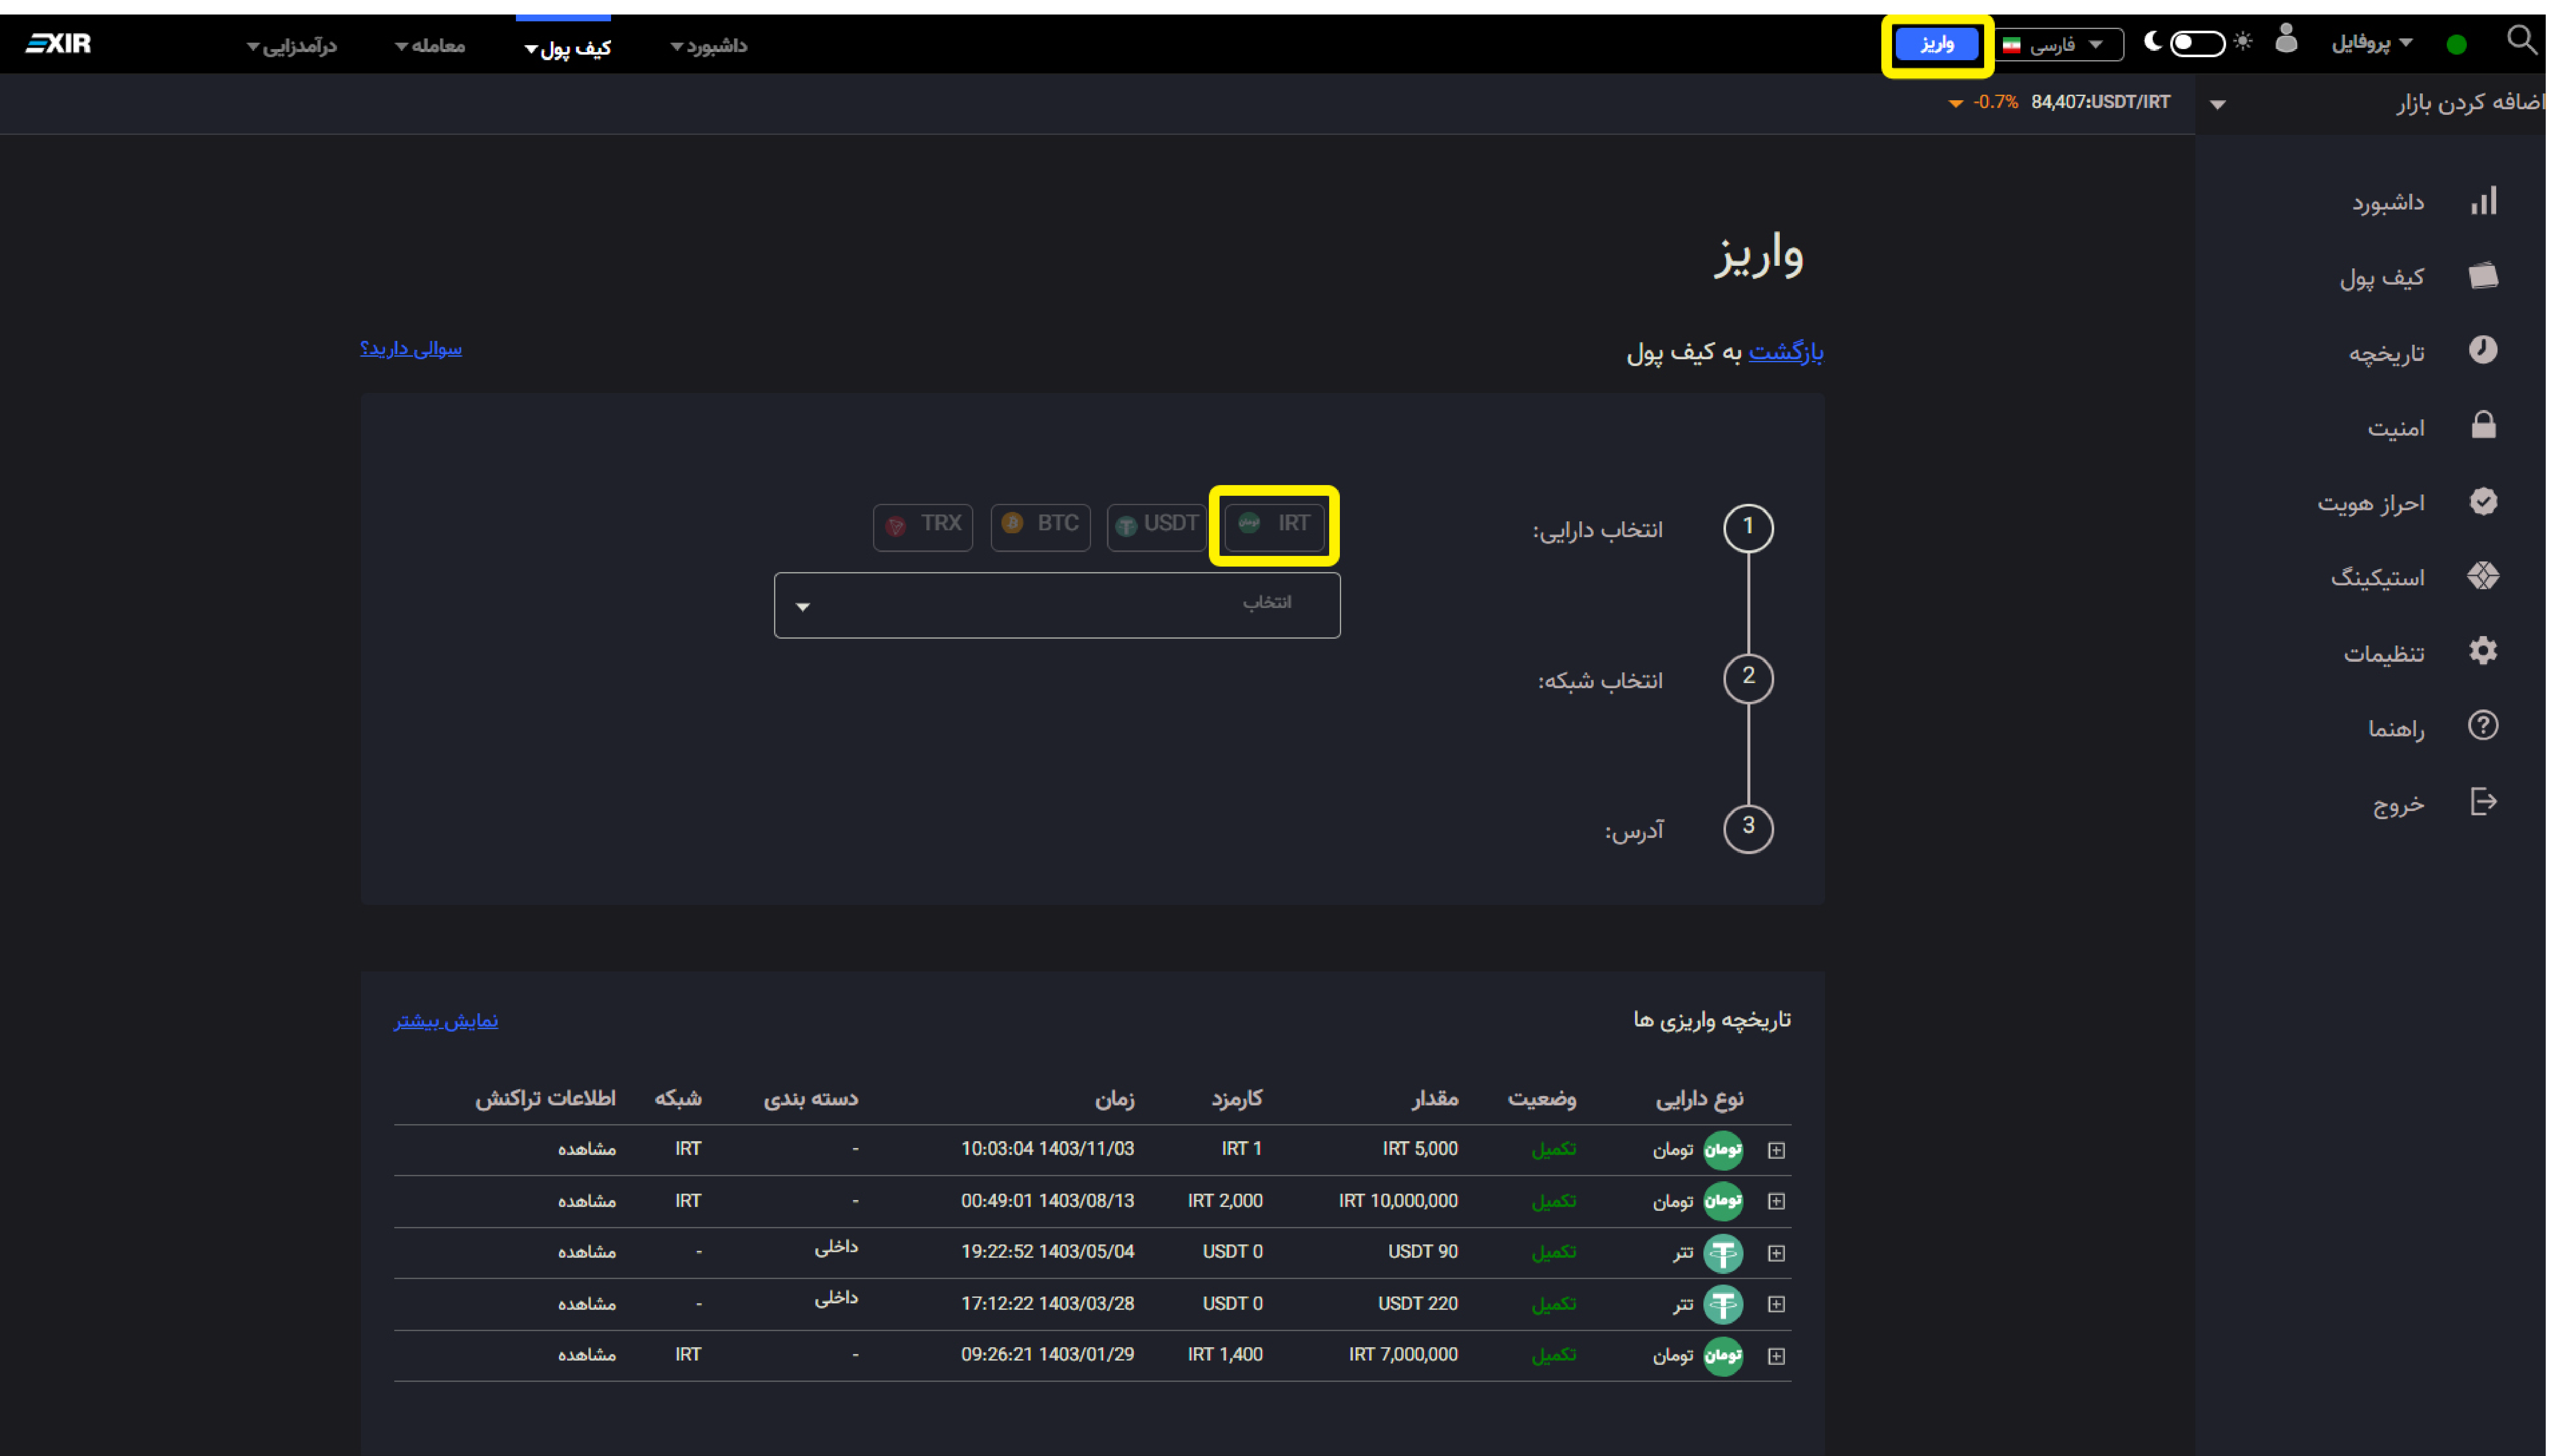 پروفایل
فارسی
واریز
داشبورد
کیف پول
معامله
درآمدزایی
EXIR
اضافه کردن بازار
84,407:USDT/IRT -0.7%
داشبورد
کیف پول
تاریخچه
امنیت
احراز هویت
استیکینگ
تنظیمات
راهنما
خروج
واریز
بازگشت به کیف پول
سوالی دارید؟
1 انتخاب دارایی:
IRT USDT BTC TRX
انتخاب
2 انتخاب شبکه:
3 آدرس:
تاریخچه واریزی ها
نمایش بیشتر
نوع دارایی وضعیت مقدار کارمزد زمان دسته بندی شبکه اطلاعات تراکنش
تومان تومان تکمیل IRT 5,000 IRT 1 10:03:04 1403/11/03 - IRT مشاهده
تومان تومان تکمیل IRT 10,000,000 IRT 2,000 00:49:01 1403/08/13 - IRT مشاهده
تتر تکمیل USDT 90 USDT 0 19:22:52 1403/05/04 داخلی - مشاهده
تتر تکمیل USDT 220 USDT 0 17:12:22 1403/03/28 داخلی - مشاهده
تومان تومان تکمیل IRT 7,000,000 IRT 1,400 09:26:21 1403/01/29 - IRT مشاهده